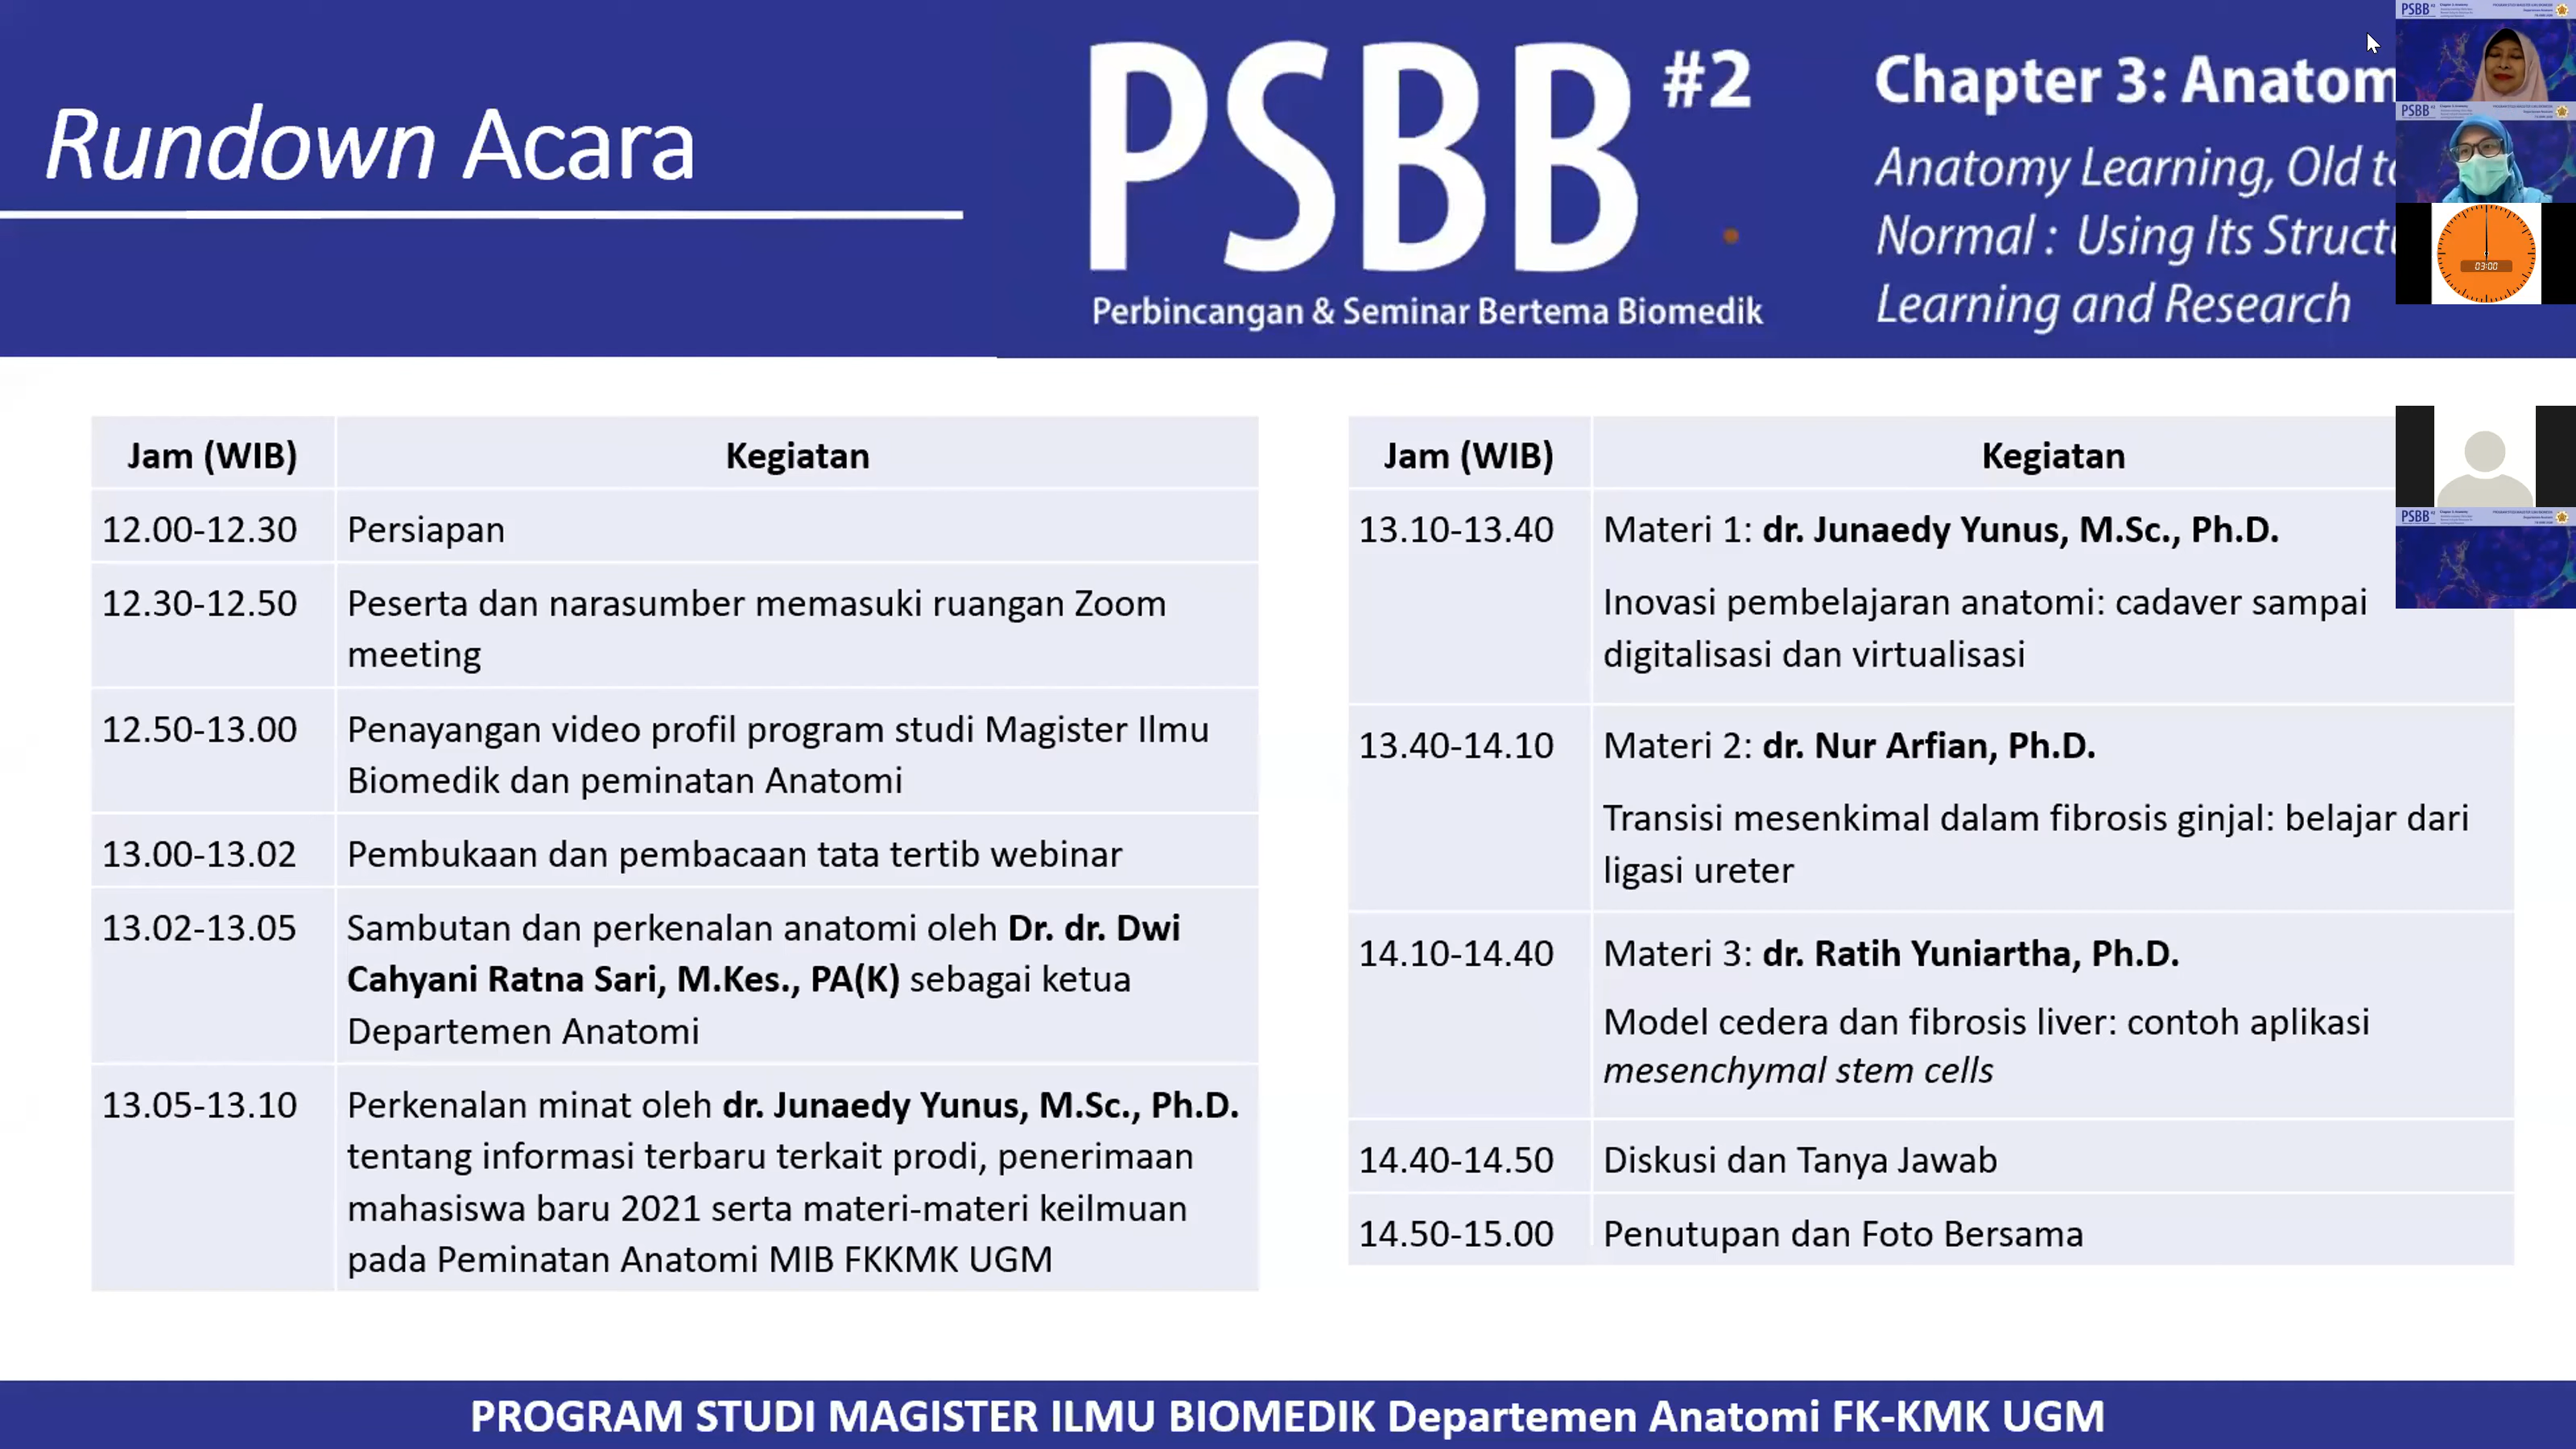 Rundown Acara
PSBB #2
Perbincangan & Seminar Bertema Biomedik
Chapter 3: Anatom
Anatomy Learning, Old to
Normal : Using Its Struct
Learning and Research
PSBB
PSBB
03:00
PSBB
Jam (WIB) Kegiatan
12.00-12.30 Persiapan
12.30-12.50 Peserta dan narasumber memasuki ruangan Zoom
meeting
12.50-13.00 Penayangan video profil program studi Magister Ilmu
Biomedik dan peminatan Anatomi
13.00-13.02 Pembukaan dan pembacaan tata tertib webinar
13.02-13.05 Sambutan dan perkenalan anatomi oleh Dr. dr. Dwi
Cahyani Ratna Sari, M.Kes., PA(K) sebagai ketua
Departemen Anatomi
13.05-13.10 Perkenalan minat oleh dr. Junaedy Yunus, M.Sc., Ph.D.
tentang informasi terbaru terkait prodi, penerimaan
mahasiswa baru 2021 serta materi-materi keilmuan
pada Peminatan Anatomi MIB FKKMK UGM
Jam (WIB) Kegiatan
13.10-13.40 Materi 1: dr. Junaedy Yunus, M.Sc., Ph.D.
Inovasi pembelajaran anatomi: cadaver sampai
digitalisasi dan virtualisasi
13.40-14.10 Materi 2: dr. Nur Arfian, Ph.D.
Transisi mesenkimal dalam fibrosis ginjal: belajar dari
ligasi ureter
14.10-14.40 Materi 3: dr. Ratih Yuniartha, Ph.D.
Model cedera dan fibrosis liver: contoh aplikasi
mesenchymal stem cells
14.40-14.50 Diskusi dan Tanya Jawab
14.50-15.00 Penutupan dan Foto Bersama
PROGRAM STUDI MAGISTER ILMU BIOMEDIK Departemen Anatomi FK-KMK UGM